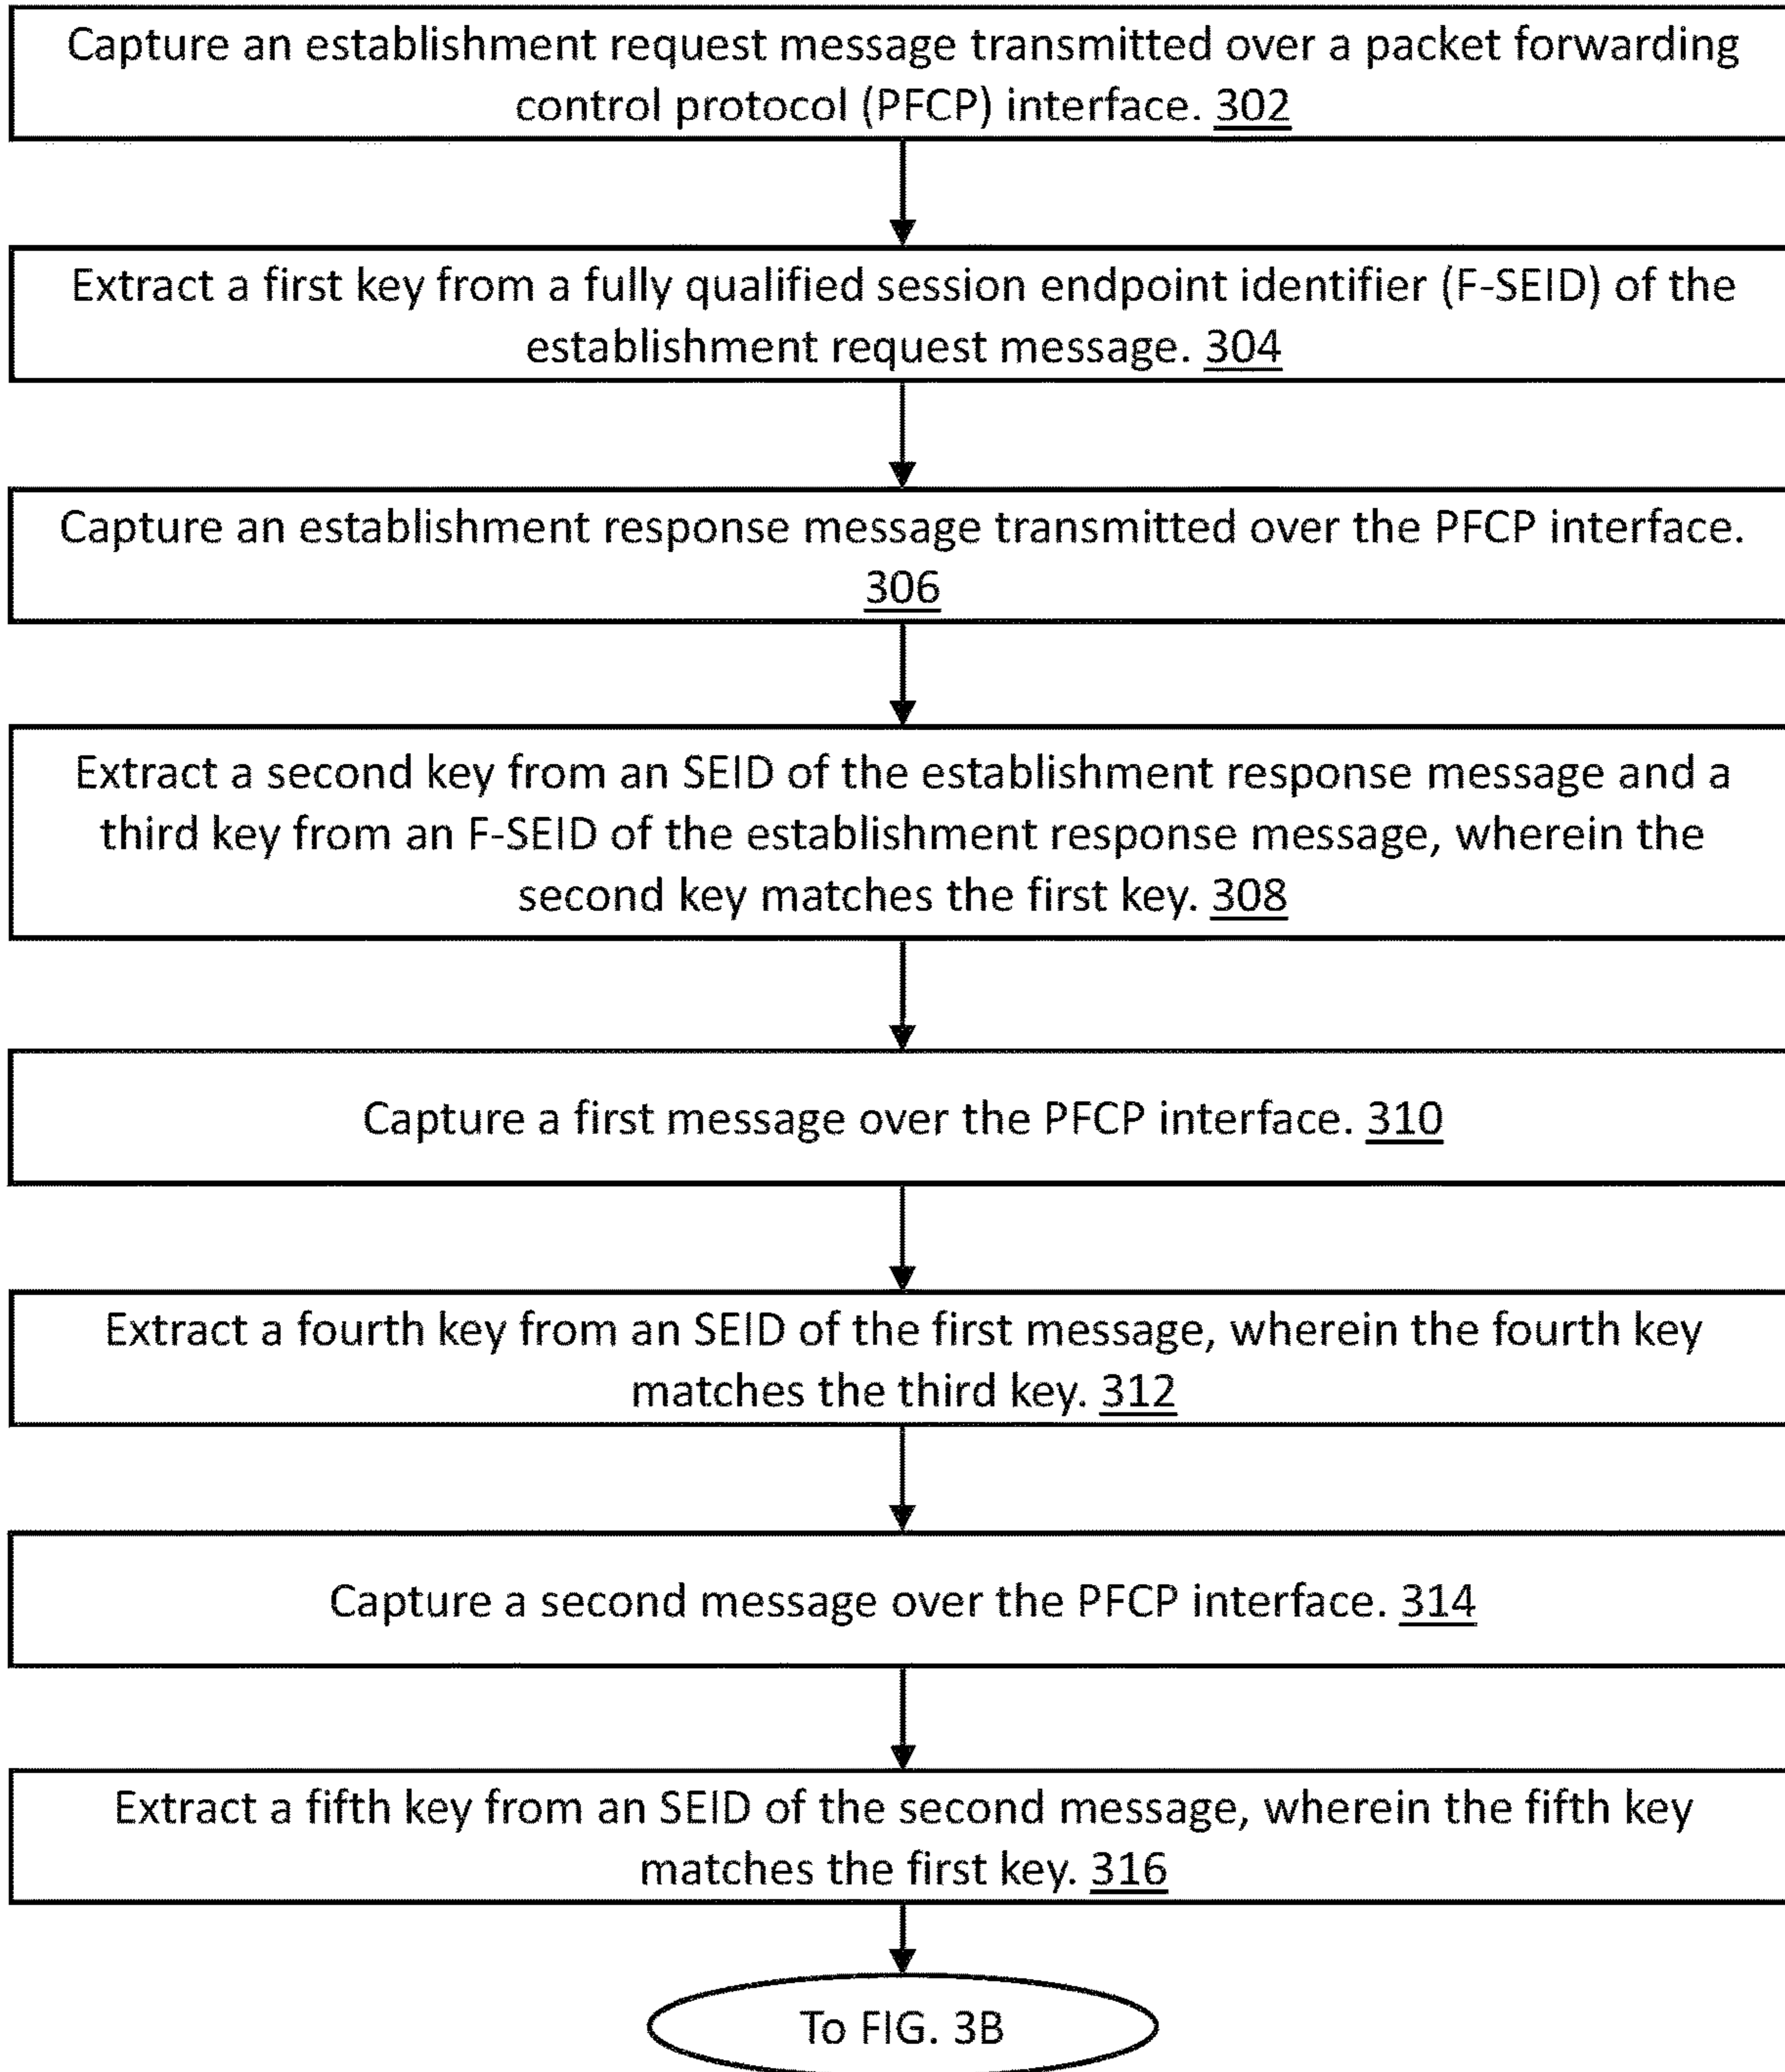 Capture an establishment request message transmitted over a packet forwarding
control protocol (PFCP) interface. 302
Extract a first key from a fully qualified session endpoint identifier (F-SEID) of the
establishment request message. 304
Capture an establishment response message transmitted over the PFCP interface.
306
Extract a second key from an SEID of the establishment response message and a
third key from an F-SEID of the establishment response message, wherein the
second key matches the first key. 308
Capture a first message over the PFCP interface. 310
Extract a fourth key from an SEID of the first message, wherein the fourth key
matches the third key. 312
Capture a second message over the PFCP interface. 314
Extract a fifth key from an SEID of the second message, wherein the fifth key
matches the first key. 316
To FIG. 3B